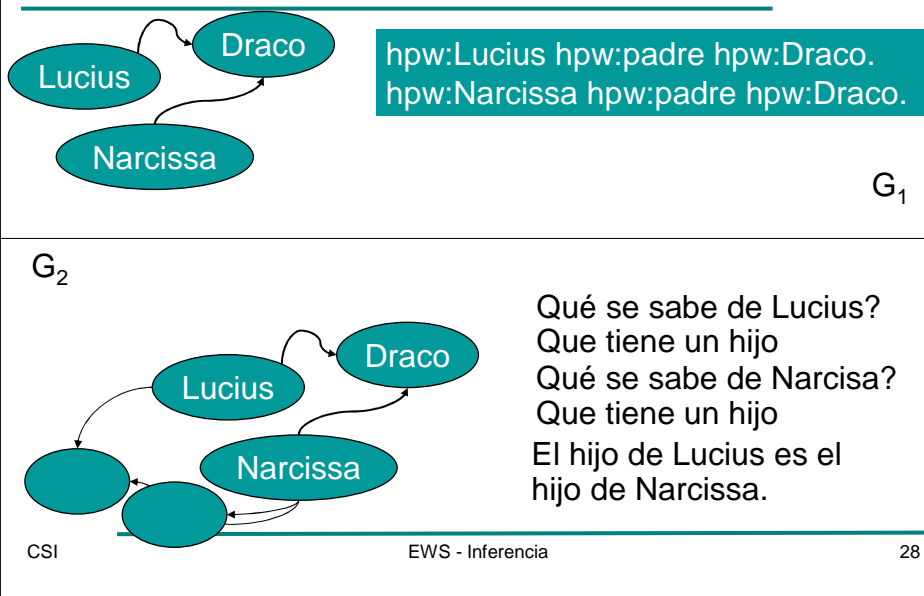 Draco
Lucius
Narcissa
hpw:Lucius hpw:padre hpw:Draco.
hpw:Narcissa hpw:padre hpw:Draco.
G1
G2
Draco
Lucius
Narcissa
Qué se sabe de Lucius?
Que tiene un hijo
Qué se sabe de Narcisa?
Que tiene un hijo
El hijo de Lucius es el
hijo de Narcissa.
CSI
EWS - Inferencia
28